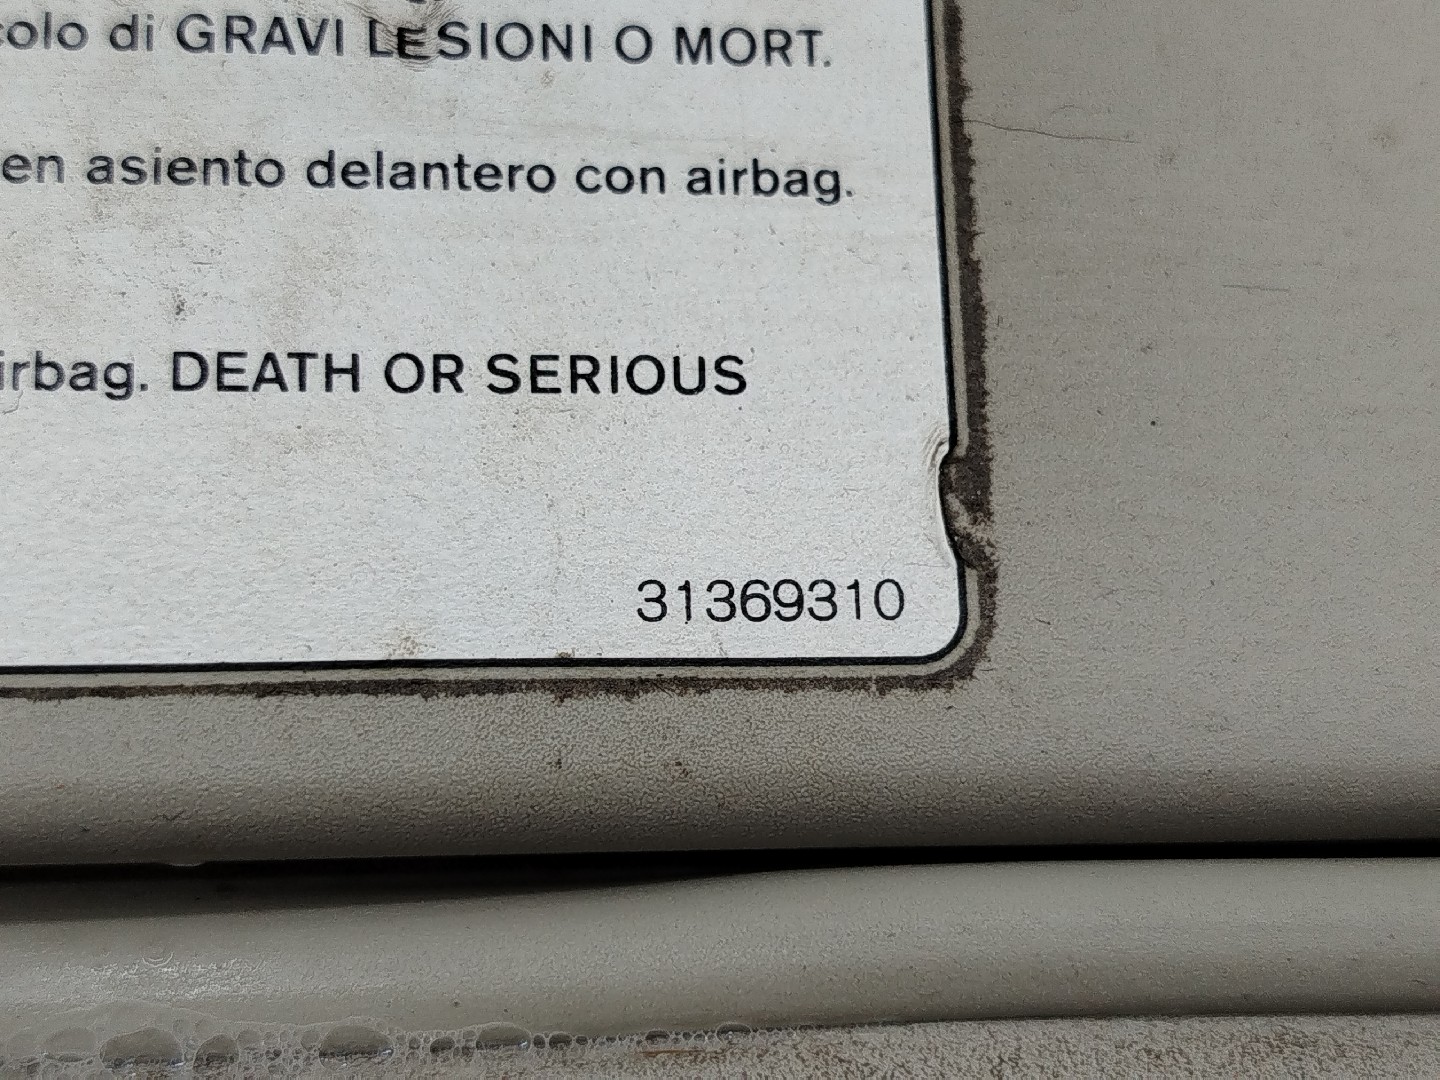 colo di GRAVI LESIONI O MORT.
en asiento delantero con airbag.
irbag. DEATH OR SERIOUS
31369310